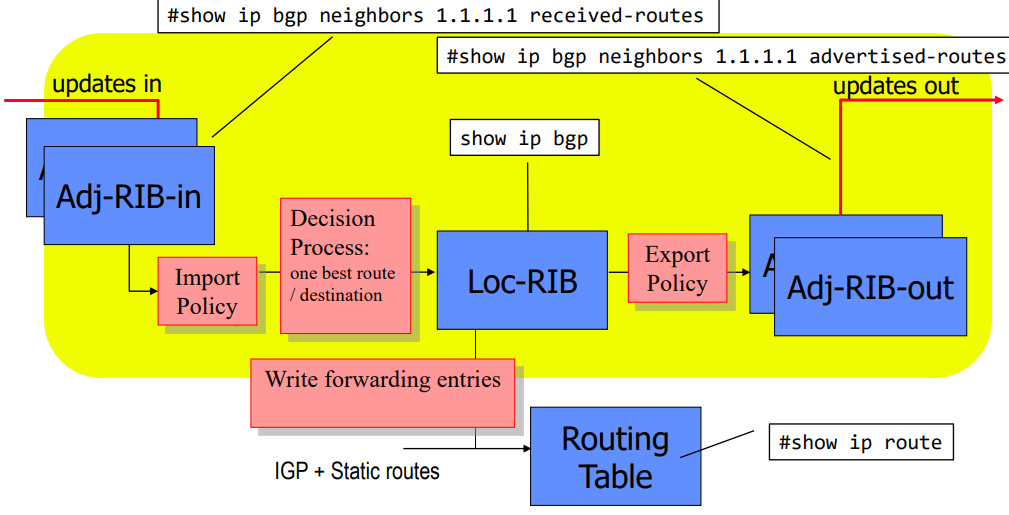 #show ip bgp neighbors 1.1.1.1 received-routes
#show ip bgp neighbors 1.1.1.1 advertised-routes
updates in
updates out
show ip bgp
A
Adj-RIB-in
Decision
Process:
one best route
/ destination
Import
Policy
Loc-RIB
Export
Policy
A
Adj-RIB-out
Write forwarding entries
IGP + Static routes
Routing
Table
#show ip route